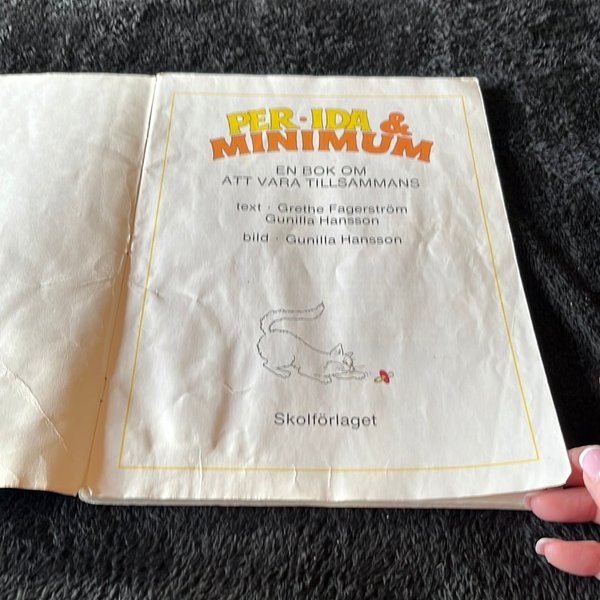 PER·IDA &
MINIMUM
EN BOK OM
ATT VARA TILLSAMMANS
text · Grethe Fagerström
Gunilla Hansson
bild · Gunilla Hansson
Skolförlaget